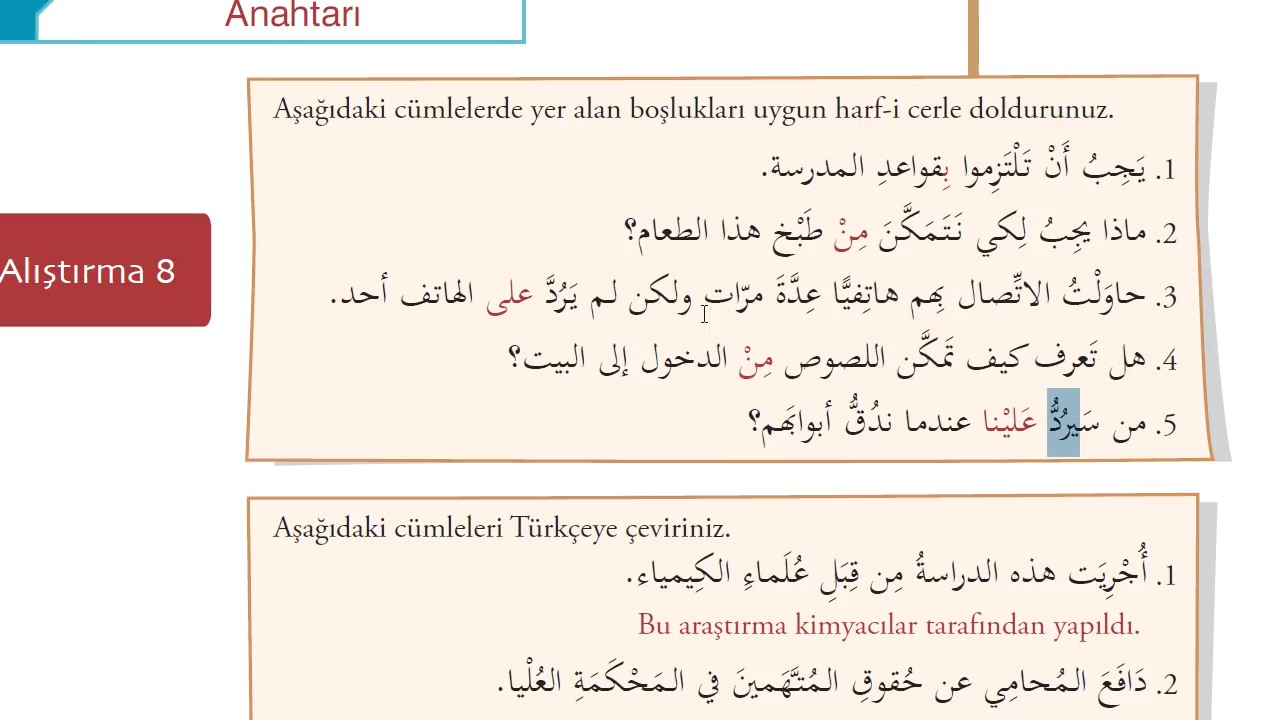 Anahtarı
Aşağıdaki cümlelerde yer alan boşlukları uygun harf-i cerle doldurunuz.
1. يَجِبُ أَنْ تَلْتَزِموا بِقواعدِ المدرسة.
2. ماذا يجِبُ لِكي نَتَمَكَّنَ مِنْ طَبْخ هذا الطعام؟
3. حاوَلْتُ الاتِّصال بِهم هاتِفيًّا عِدَّةَ مرّات ولكن لم يَرُدَّ على الهاتف أحد.
4. هل تَعرف كيف تمَكَّن اللصوص مِنْ الدخول إلى البيت؟
5. من سَيرُدُّ عَليْنا عندما ندُقُّ أبوابَهم؟
Alıştırma 8
Aşağıdaki cümleleri Türkçeye çeviriniz.
1. أُجْرِيَت هذه الدراسةُ مِن قِبَلِ عُلَماءِ الكِيمياء.
Bu araştırma kimyacılar tarafından yapıldı.
2. دَافَعَ المُحامِي عن حُقوقِ المُتَّهَمينَ في المَحْكَمَةِ العُلْيا.